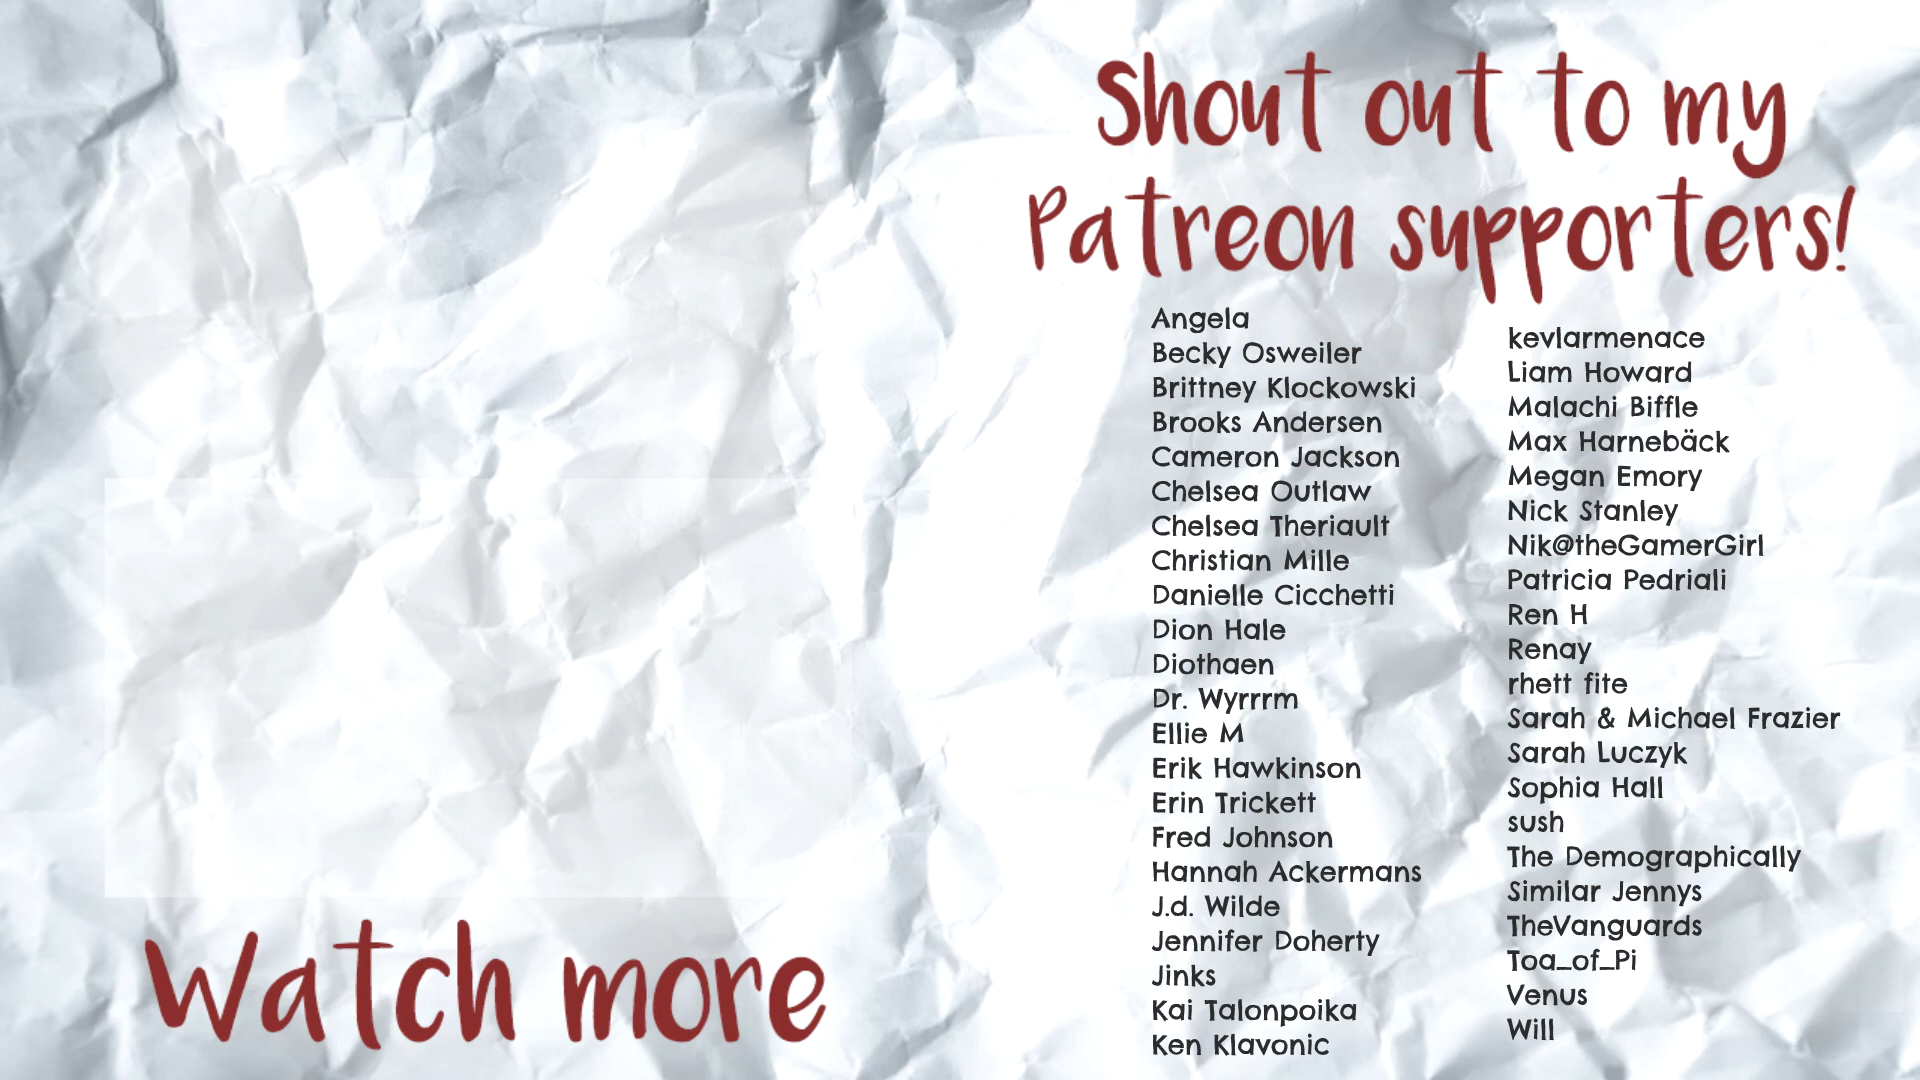 Shout out to my
Patreon supporters!
Angela
Becky Osweiler
Brittney Klockowski
Brooks Andersen
Cameron Jackson
Chelsea Outlaw
Chelsea Theriault
Christian Mille
Danielle Cicchetti
Dion Hale
Diothaen
Dr. Wyrrrm
Ellie M
Erik Hawkinson
Erin Trickett
Fred Johnson
Hannah Ackermans
J.d. Wilde
Jennifer Doherty
Jinks
Kai Talonpoika
Ken Klavonic
kevlarmenace
Liam Howard
Malachi Biffle
Max Harnebäck
Megan Emory
Nick Stanley
Nik@theGamerGirl
Patricia Pedriali
Ren H
Renay
rhett fite
Sarah & Michael Frazier
Sarah Luczyk
Sophia Hall
sush
The Demographically
Similar Jennys
TheVanguards
Toa_of_Pi
Venus
Will
Watch more